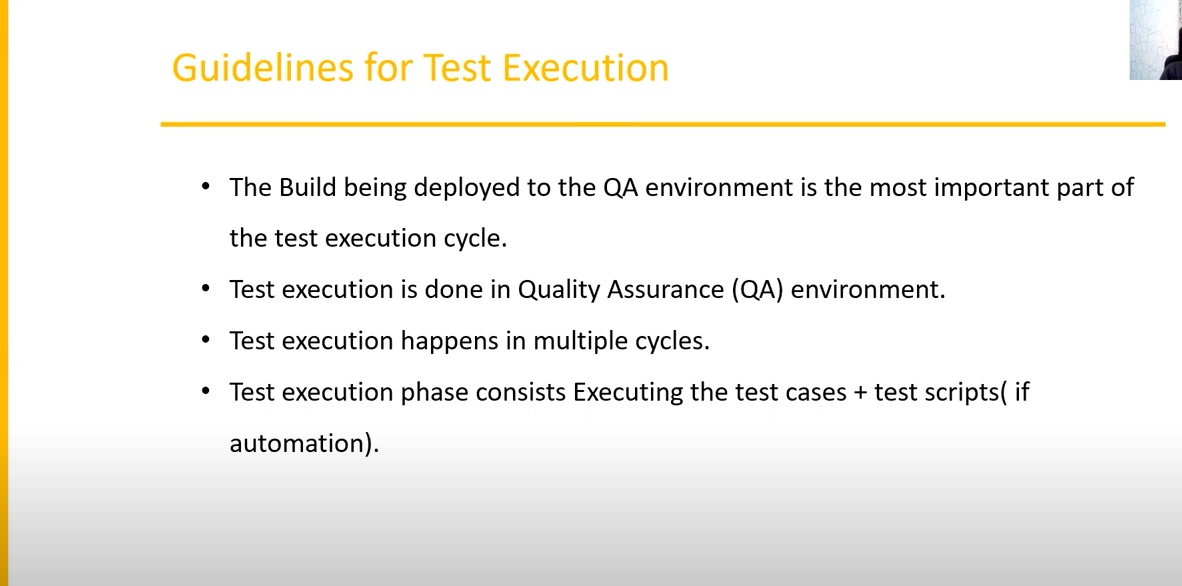 Guidelines for Test Execution
• The Build being deployed to the QA environment is the most important part of
the test execution cycle.
• Test execution is done in Quality Assurance (QA) environment.
• Test execution happens in multiple cycles.
• Test execution phase consists Executing the test cases + test scripts( if
automation).